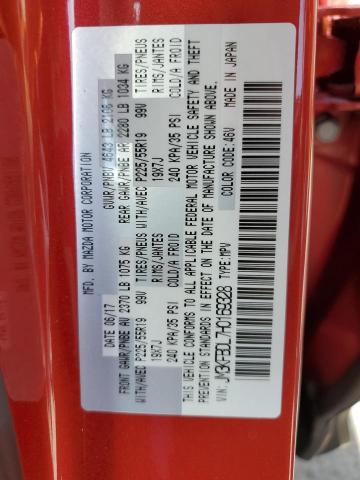 MFD. BY MAZDA MOTOR CORPORATION
DATE: 06/17 GVWR/PNBV 4643 LB 2106 KG
FRONT GAWR/PNBE AV 2370 LB 1075 KG REAR GAWR/PNBE AR 2280 LB 1034 KG
WITH/AVEC P225/55R19 99V TIRES/PNEUS WITH/AVEC P225/55R19 99V TIRES/PNEUS
19X7J RIMS/JANTES 19X7J RIMS/JANTES
240 KPA/35 PSI COLD/A FROID 240 KPA/35 PSI COLD/A FROID
THIS VEHICLE CONFORMS TO ALL APPLICABLE FEDERAL MOTOR VEHICLE SAFETY AND THEFT
PREVENTION STANDARDS IN EFFECT ON THE DATE OF MANUFACTURE SHOWN ABOVE.
VIN: JM3KFBDL7H0169328 TYPE: MPV COLOR CODE: 46V MADE IN JAPAN